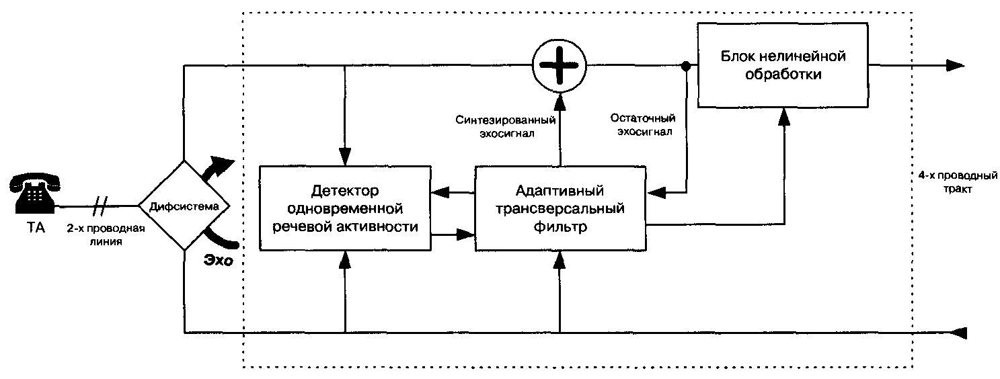 Блок нелинейной
обработки
Синтезированный
эхосигнал
Остаточный
эхосигнал
4-х проводный
тракт
Дифсистема
ТА
2-х проводная
линия
Эхо
Детектор
одновременной
речевой активности
Адаптивный
трансверсальный
фильтр